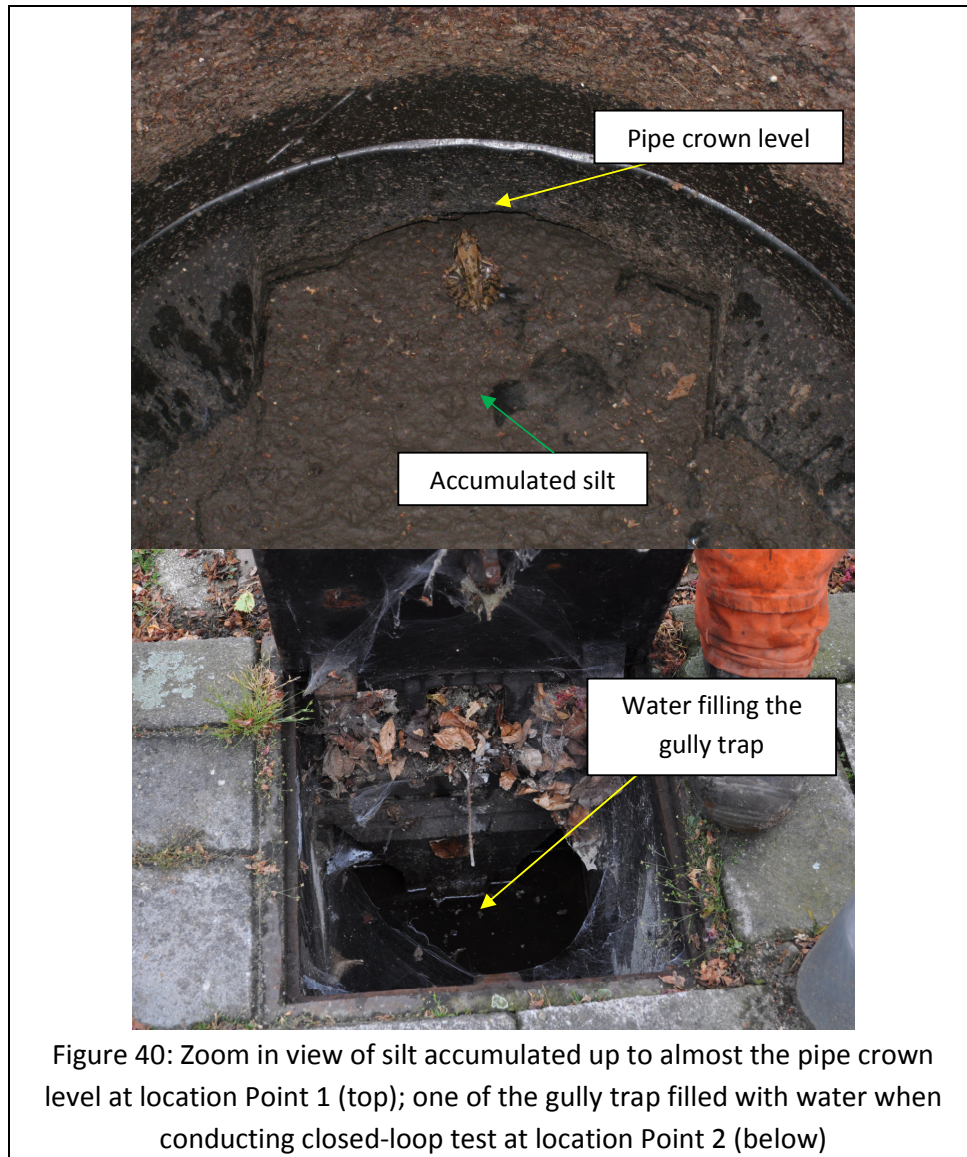 Pipe crown level
Accumulated silt
Water filling the
gully trap
Figure 40: Zoom in view of silt accumulated up to almost the pipe crown
level at location Point 1 (top); one of the gully trap filled with water when
conducting closed-loop test at location Point 2 (below)